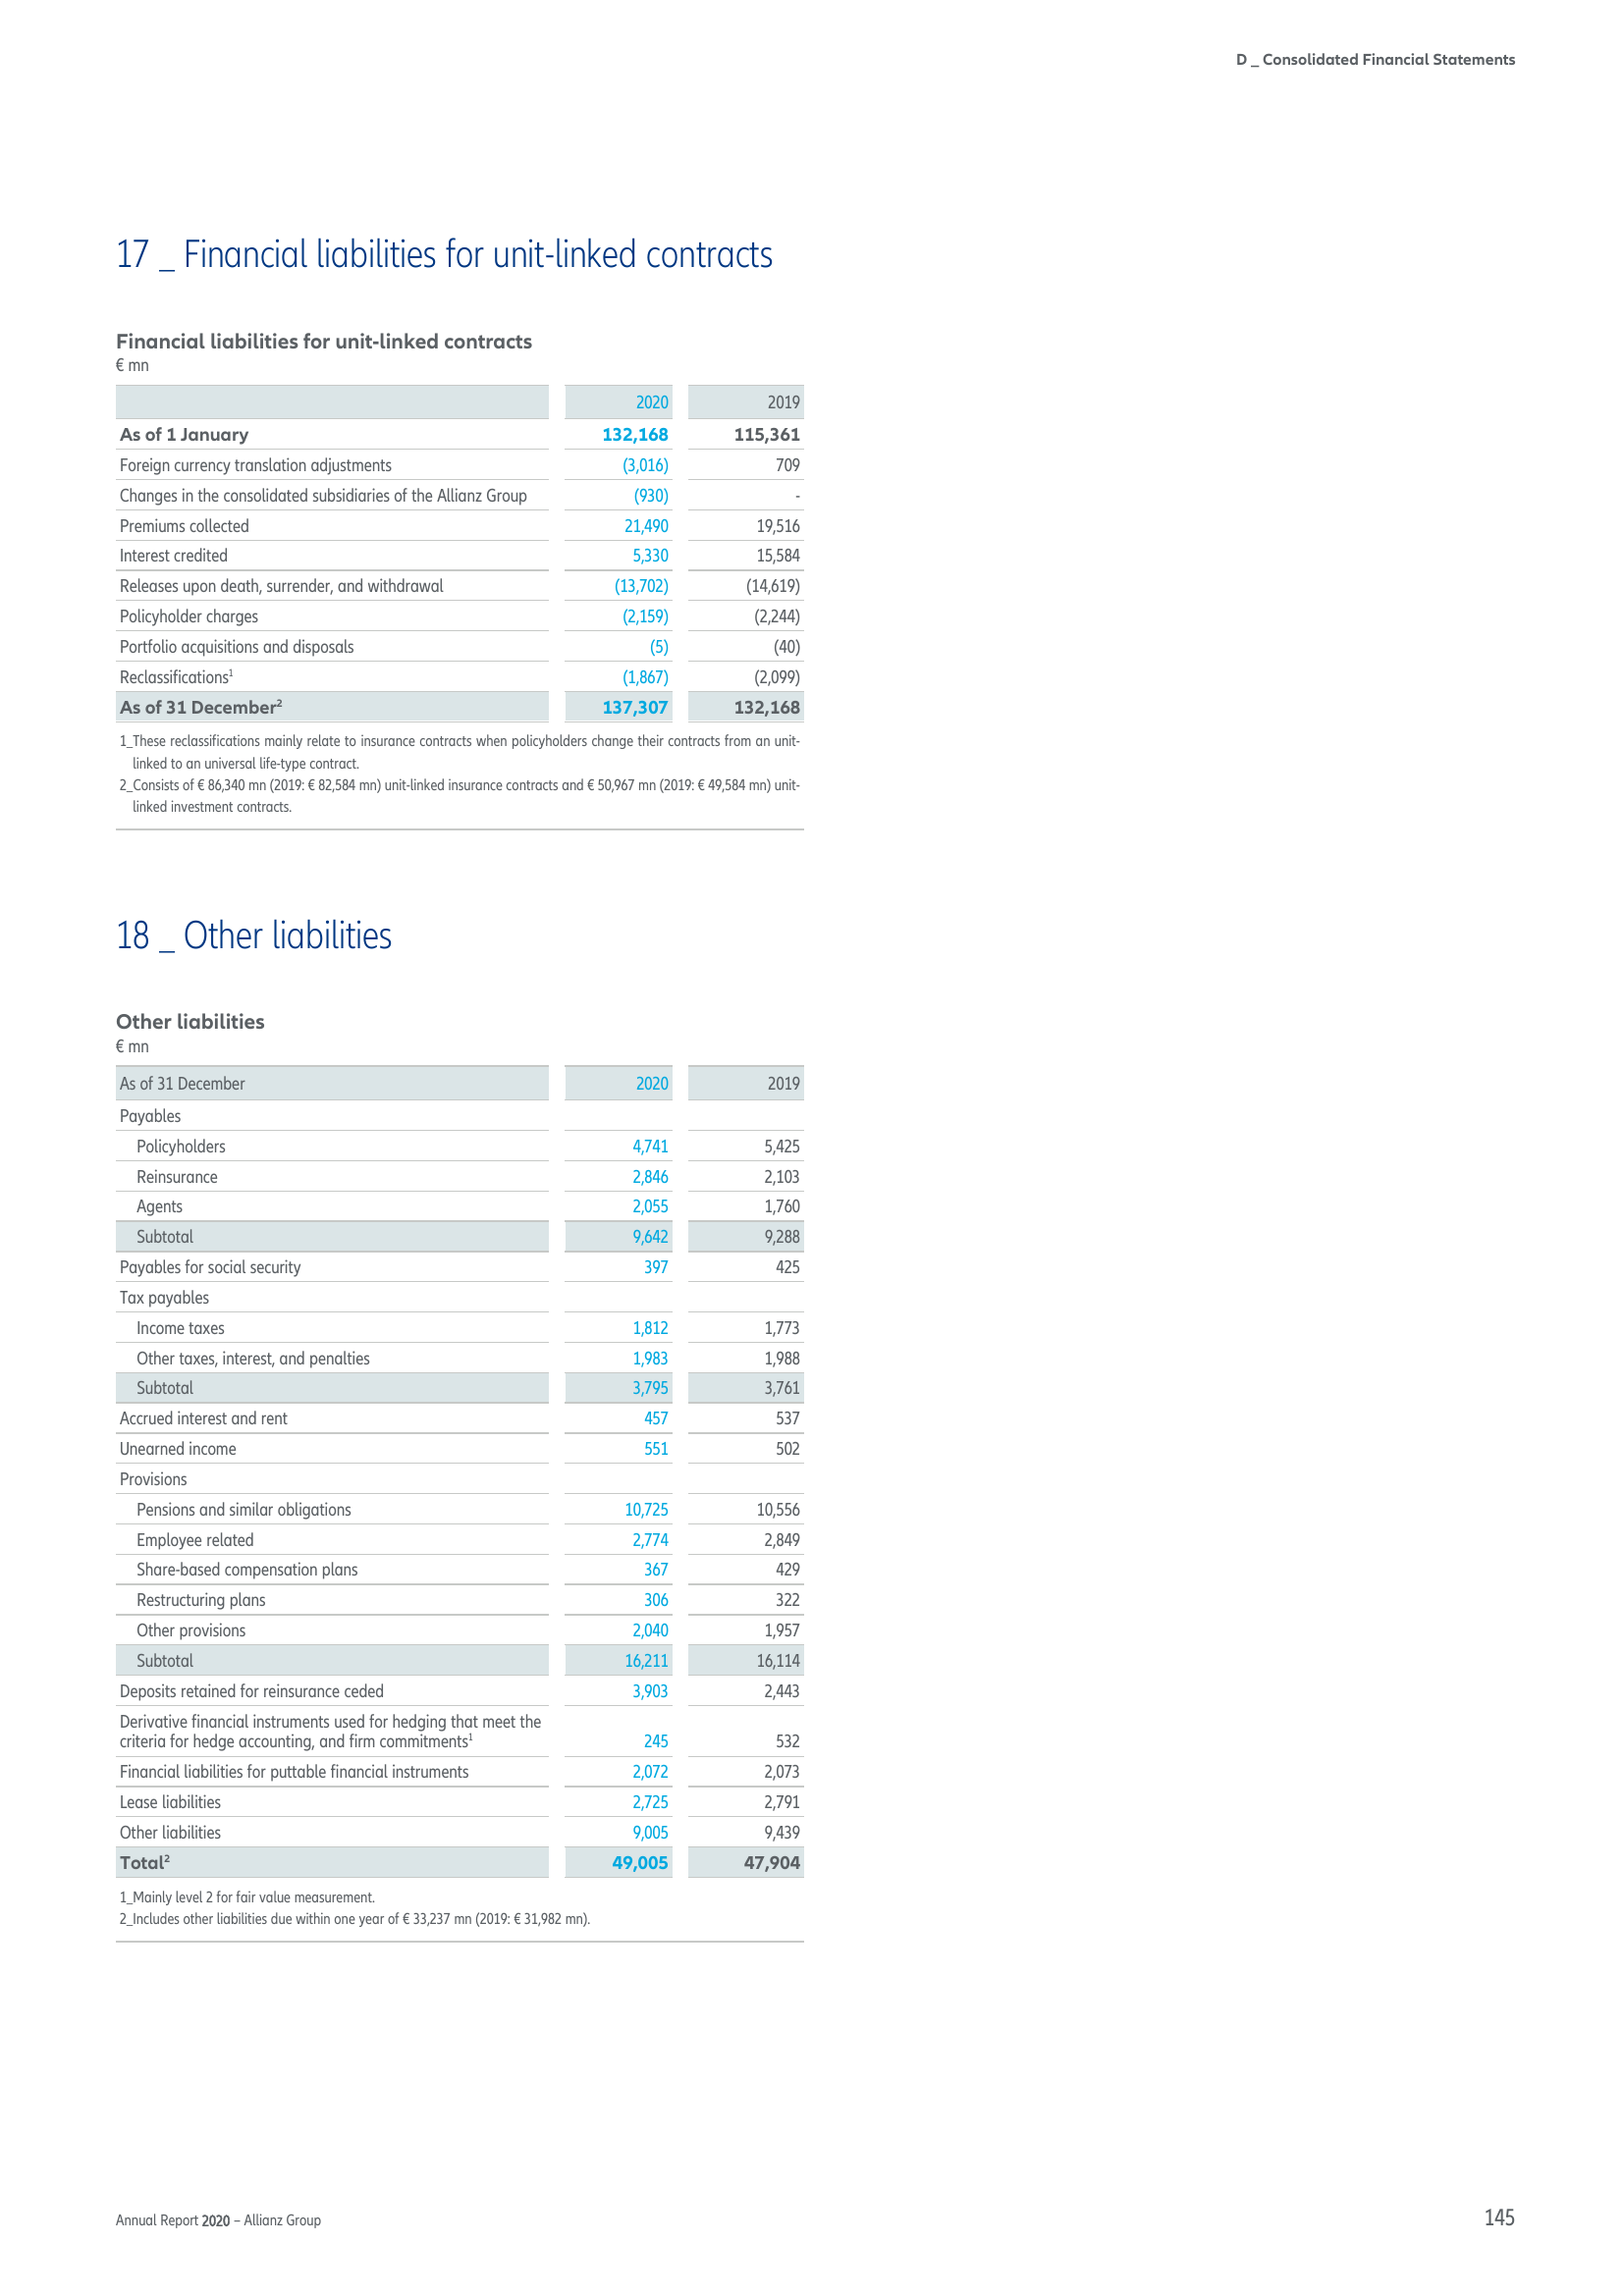 D _ Consolidated Financial Statements
17 _ Financial liabilities for unit-linked contracts
Financial liabilities for unit-linked contracts
€ mn
2020 2019
As of 1 January 132,168 115,361
Foreign currency translation adjustments (3,016) 709
Changes in the consolidated subsidiaries of the Allianz Group (930) -
Premiums collected 21,490 19,516
Interest credited 5,330 15,584
Releases upon death, surrender, and withdrawal (13,702) (14,619)
Policyholder charges (2,159) (2,244)
Portfolio acquisitions and disposals (5) (40)
Reclassifications1 (1,867) (2,099)
As of 31 December2 137,307 132,168
1_These reclassifications mainly relate to insurance contracts when policyholders change their contracts from an unit-
linked to an universal life-type contract.
2_Consists of € 86,340 mn (2019: € 82,584 mn) unit-linked insurance contracts and € 50,967 mn (2019: € 49,584 mn) unit-
linked investment contracts.
18 _ Other liabilities
Other liabilities
€ mn
As of 31 December 2020 2019
Payables
Policyholders 4,741 5,425
Reinsurance 2,846 2,103
Agents 2,055 1,760
Subtotal 9,642 9,288
Payables for social security 397 425
Tax payables
Income taxes 1,812 1,773
Other taxes, interest, and penalties 1,983 1,988
Subtotal 3,795 3,761
Accrued interest and rent 457 537
Unearned income 551 502
Provisions
Pensions and similar obligations 10,725 10,556
Employee related 2,774 2,849
Share-based compensation plans 367 429
Restructuring plans 306 322
Other provisions 2,040 1,957
Subtotal 16,211 16,114
Deposits retained for reinsurance ceded 3,903 2,443
Derivative financial instruments used for hedging that meet the
criteria for hedge accounting, and firm commitments1 245 532
Financial liabilities for puttable financial instruments 2,072 2,073
Lease liabilities 2,725 2,791
Other liabilities 9,005 9,439
Total2 49,005 47,904
1_Mainly level 2 for fair value measurement.
2_Includes other liabilities due within one year of € 33,237 mn (2019: € 31,982 mn).
Annual Report 2020 – Allianz Group 145